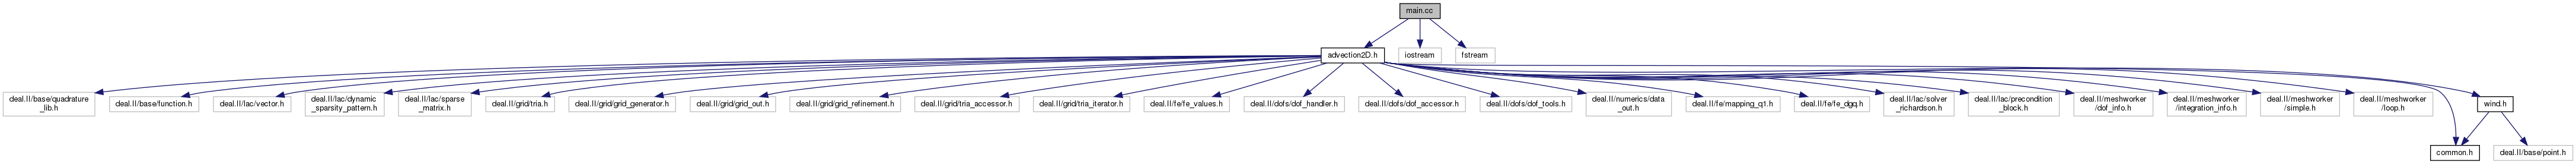 main.cc
advection2D.h
iostream
fstream
deal.II/base/quadrature
_lib.h
deal.II/base/function.h
deal.II/lac/vector.h
deal.II/lac/dynamic
_sparsity_pattern.h
deal.II/lac/sparse
_matrix.h
deal.II/grid/tria.h
deal.II/grid/grid_generator.h
deal.II/grid/grid_out.h
deal.II/grid/grid_refinement.h
deal.II/grid/tria_accessor.h
deal.II/grid/tria_iterator.h
deal.II/fe/fe_values.h
deal.II/dofs/dof_handler.h
deal.II/dofs/dof_accessor.h
deal.II/dofs/dof_tools.h
deal.II/numerics/data
_out.h
deal.II/fe/mapping_q1.h
deal.II/fe/fe_dgq.h
deal.II/lac/solver
_richardson.h
deal.II/lac/precondition
_block.h
deal.II/meshworker
/dof_info.h
deal.II/meshworker
/integration_info.h
deal.II/meshworker
/simple.h
deal.II/meshworker
/loop.h
wind.h
common.h
deal.II/base/point.h